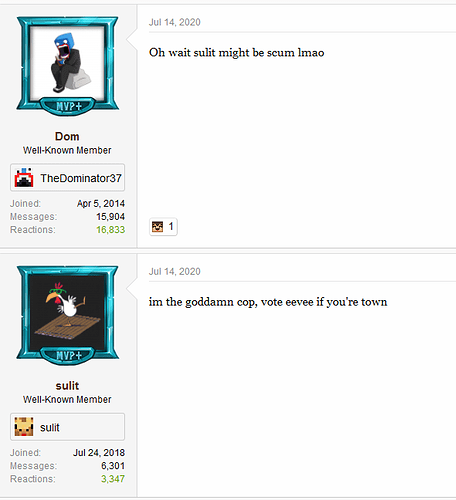 Jul 14, 2020
Oh wait sulit might be scum lmao
MVP+
Dom
Well-Known Member
TheDominator37
Joined: Apr 5, 2014
Messages: 15,904
Reactions: 16,833
1
Jul 14, 2020
im the goddamn cop, vote eevee if you're town
MVP+
sulit
Well-Known Member
sulit
Joined: Jul 24, 2018
Messages: 6,301
Reactions: 3,347